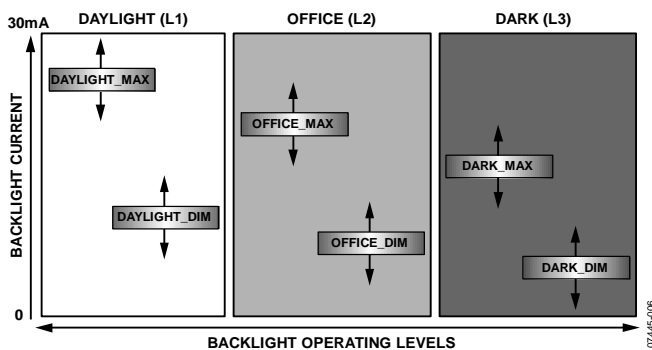 DAYLIGHT (L1)
OFFICE (L2)
DARK (L3)
30mA
DAYLIGHT_MAX
OFFICE_MAX
DARK_MAX
DAYLIGHT_DIM
OFFICE_DIM
DARK_DIM
BACKLIGHT CURRENT
0
BACKLIGHT OPERATING LEVELS
07445-006